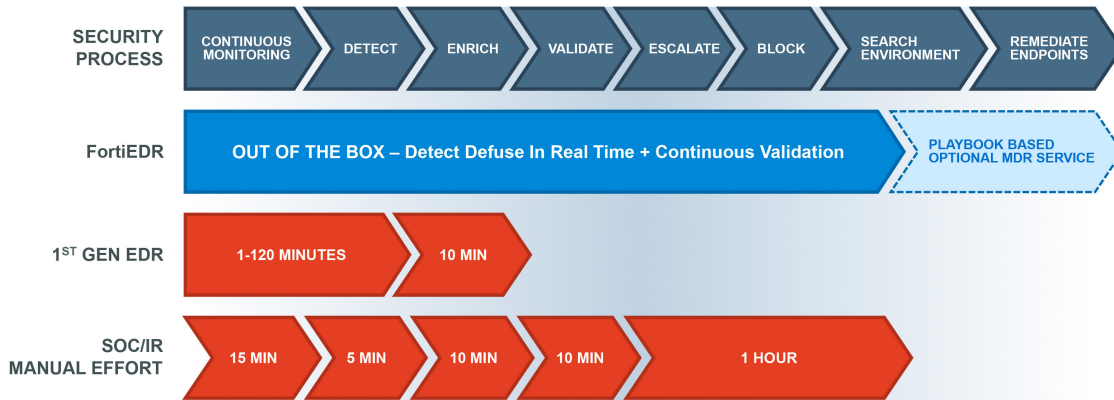 SECURITY
PROCESS
CONTINUOUS
MONITORING
DETECT
ENRICH
VALIDATE
ESCALATE
BLOCK
SEARCH
ENVIRONMENT
REMEDIATE
ENDPOINTS
FortiEDR
OUT OF THE BOX – Detect Defuse In Real Time + Continuous Validation
PLAYBOOK BASED
OPTIONAL MDR SERVICE
1ST GEN EDR
1-120 MINUTES
10 MIN
SOC/IR
MANUAL EFFORT
15 MIN
5 MIN
10 MIN
10 MIN
1 HOUR